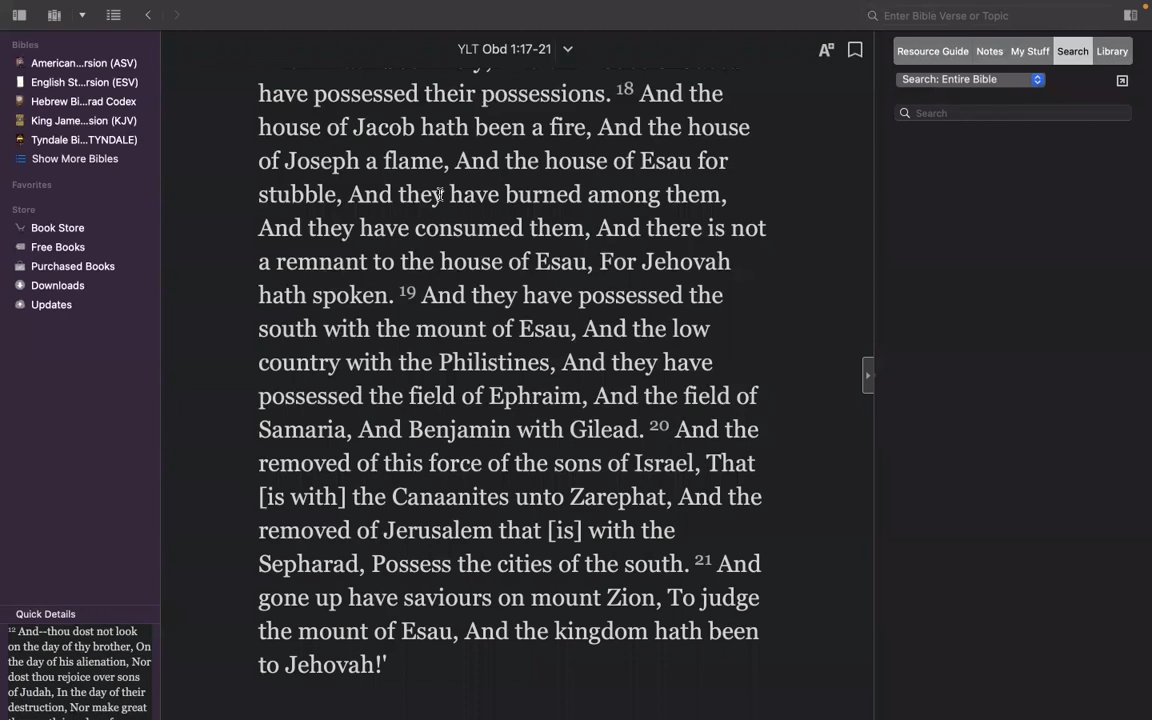 Enter Bible Verse or Topic
Bibles
American...rsion (ASV)
English St...rsion (ESV)
Hebrew Bi...rad Codex
King Jame...sion (KJV)
Tyndale Bi...TYNDALE)
Show More Bibles
Favorites
Store
Book Store
Free Books
Purchased Books
Downloads
Updates
Quick Details
12 And--thou dost not look
on the day of thy brother, On
the day of his alienation, Nor
dost thou rejoice over sons
of Judah, In the day of their
destruction, Nor make great
YLT Obd 1:17-21
have possessed their possessions. 18 And the
house of Jacob hath been a fire, And the house
of Joseph a flame, And the house of Esau for
stubble, And they have burned among them,
And they have consumed them, And there is not
a remnant to the house of Esau, For Jehovah
hath spoken. 19 And they have possessed the
south with the mount of Esau, And the low
country with the Philistines, And they have
possessed the field of Ephraim, And the field of
Samaria, And Benjamin with Gilead. 20 And the
removed of this force of the sons of Israel, That
[is with] the Canaanites unto Zarephat, And the
removed of Jerusalem that [is] with the
Sepharad, Possess the cities of the south. 21 And
gone up have saviours on mount Zion, To judge
the mount of Esau, And the kingdom hath been
to Jehovah!'
Resource Guide Notes My Stuff Search Library
Search: Entire Bible
Search